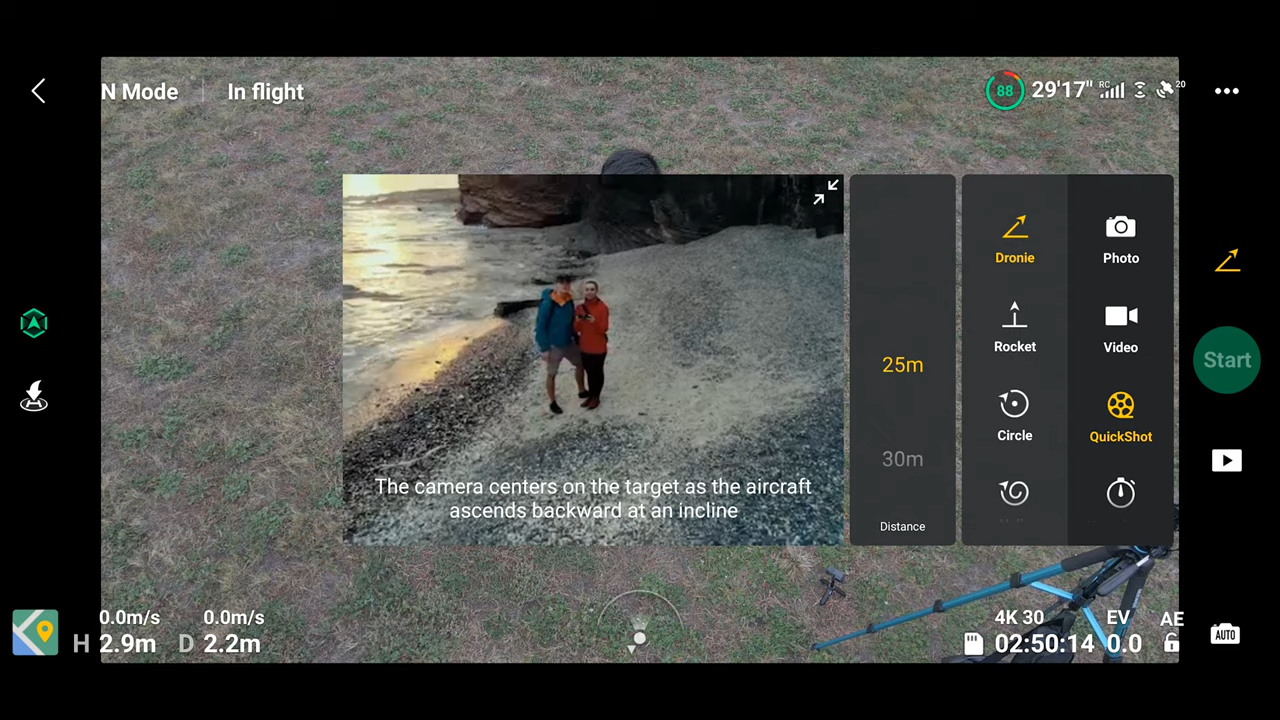 N Mode
In flight
88
29'17"
RC
20
Dronie
Photo
Rocket
Video
25m
Start
Circle
QuickShot
30m
The camera centers on the target as the aircraft
ascends backward at an incline
Distance
0.0m/s
0.0m/s
4K 30
EV
AE
H 2.9m
D 2.2m
02:50:14
0.0
AUTO